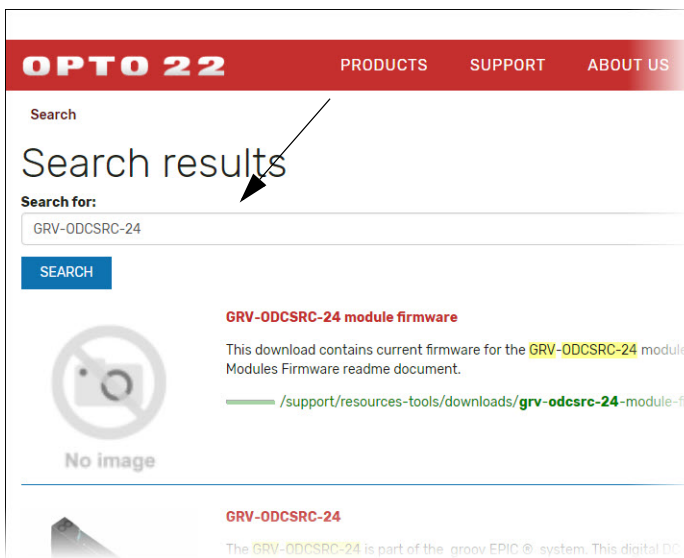 OPTO 22 PRODUCTS SUPPORT ABOUT US
Search
Search results
Search for:
GRV-ODCSRC-24
SEARCH
GRV-ODCSRC-24 module firmware
This download contains current firmware for the GRV-ODCSRC-24 module
Modules Firmware readme document.
/support/resources-tools/downloads/grv-odcsrc-24-module-f
No image
GRV-ODCSRC-24
The GRV-ODCSRC-24 is part of the groov EPIC ® system. This digital DC